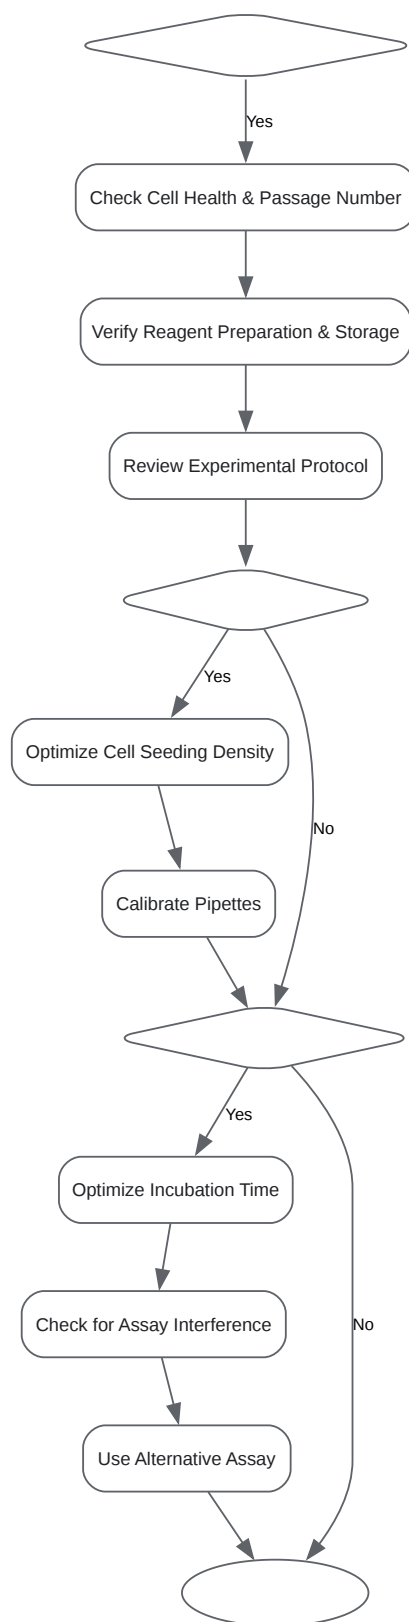 Yes
Check Cell Health & Passage Number
Verify Reagent Preparation & Storage
Review Experimental Protocol
Yes
Optimize Cell Seeding Density
No
Calibrate Pipettes
Yes
Optimize Incubation Time
Check for Assay Interference
No
Use Alternative Assay